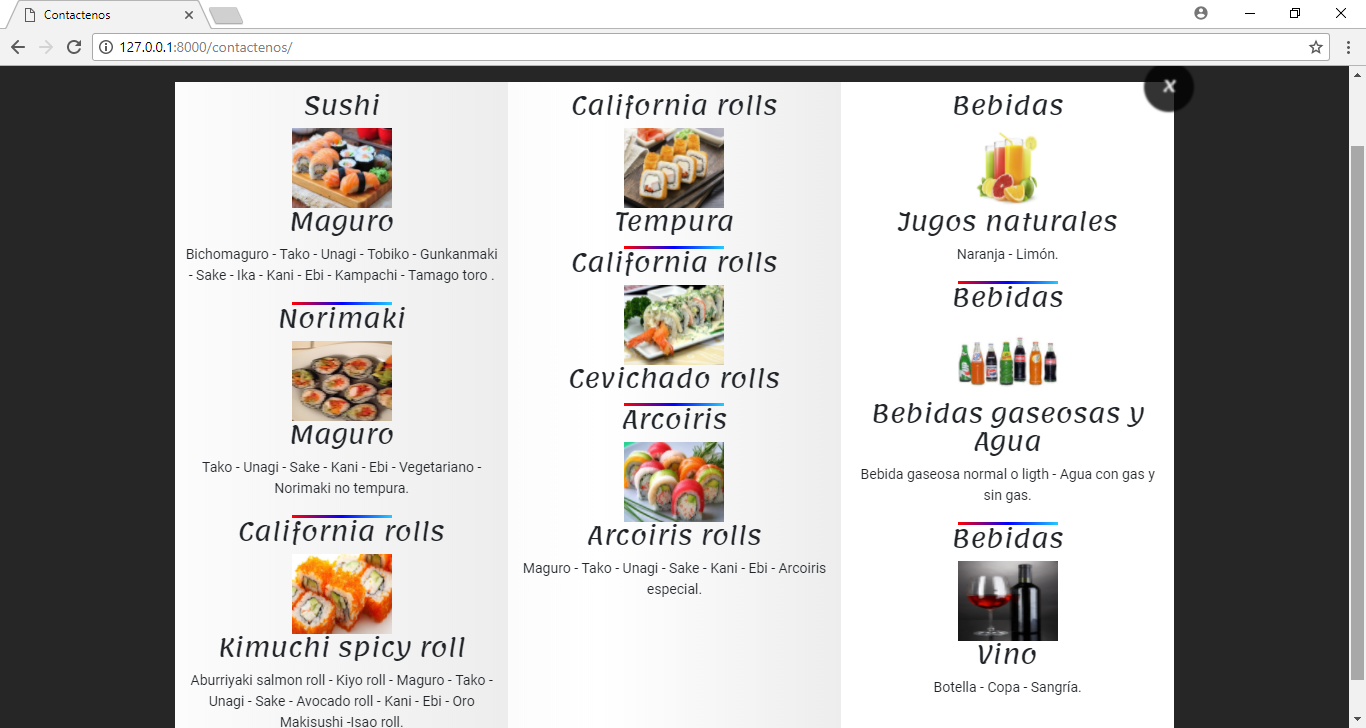 Contactenos
127.0.0.1:8000/contactenos/
x
Sushi
Maguro
Bichomaguro - Tako - Unagi - Tobiko - Gunkanmaki
- Sake - Ika - Kani - Ebi - Kampachi - Tamago toro .
Norimaki
Maguro
Tako - Unagi - Sake - Kani - Ebi - Vegetariano -
Norimaki no tempura.
California rolls
Kimuchi spicy roll
Aburriyaki salmon roll - Kiyo roll - Maguro - Tako -
Unagi - Sake - Avocado roll - Kani - Ebi - Oro
Makisushi -Isao roll.
California rolls
Tempura
California rolls
Cevichado rolls
Arcoiris
Arcoiris rolls
Maguro - Tako - Unagi - Sake - Kani - Ebi - Arcoiris
especial.
Bebidas
Jugos naturales
Naranja - Limón.
Bebidas
Bebidas gaseosas y
Agua
Bebida gaseosa normal o ligth - Agua con gas y
sin gas.
Bebidas
Vino
Botella - Copa - Sangría.